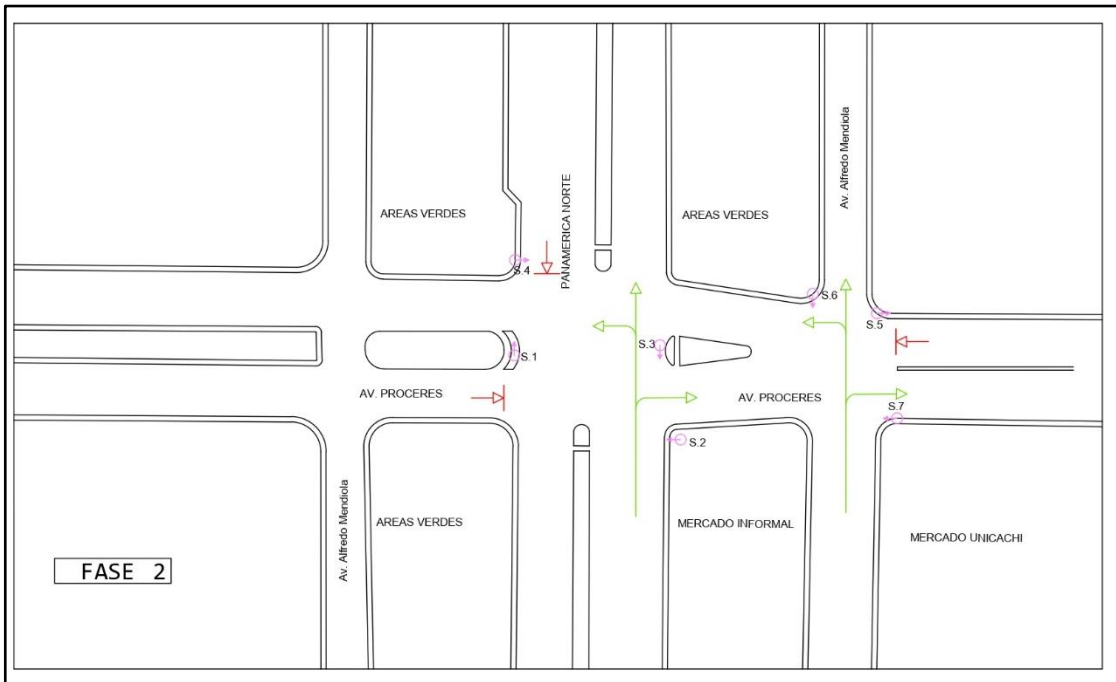 Av. Alfredo Mendiola
PANAMERICA NORTE
AREAS VERDES
AREAS VERDES
S.4
S.6
S.5
S.3
S.1
AV. PROCERES
AV. PROCERES
S.7
S.2
AREAS VERDES
MERCADO INFORMAL
MERCADO UNICACHI
Av. Alfredo Mendiola
FASE 2